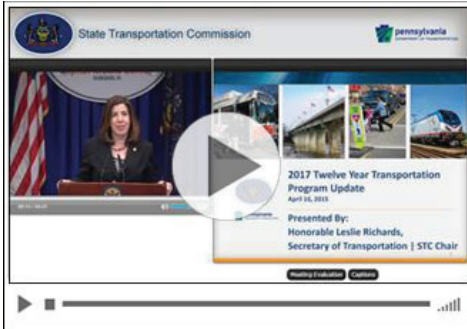 State Transportation Commission
pennsylvania
DEPARTMENT OF TRANSPORTATION
2017 Twelve Year Transportation
Program Update
April 16, 2015
Presented By:
Honorable Leslie Richards,
Secretary of Transportation | STC Chair
Meeting Evaluation
Captions